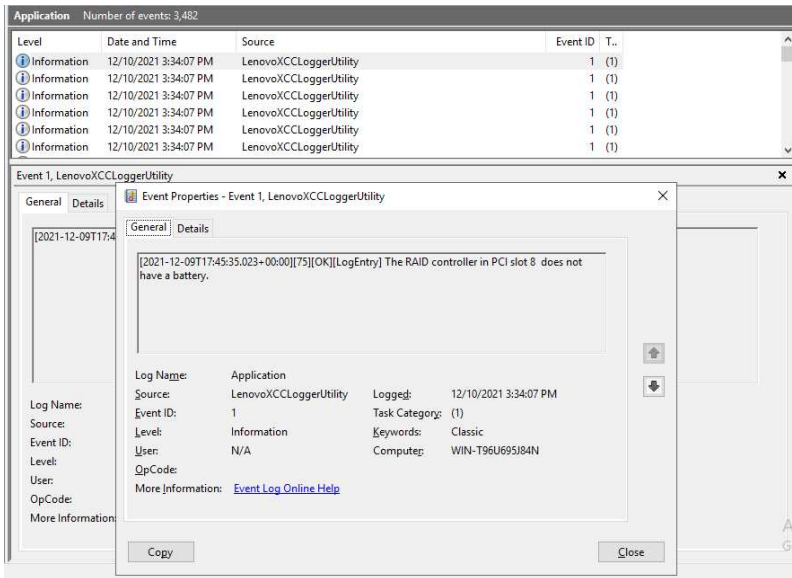 Application Number of events: 3,482
Level Date and Time Source Event ID T..
Information 12/10/2021 3:34:07 PM LenovoXCCLoggerUtility 1 (1)
Information 12/10/2021 3:34:07 PM LenovoXCCLoggerUtility 1 (1)
Information 12/10/2021 3:34:07 PM LenovoXCCLoggerUtility 1 (1)
Information 12/10/2021 3:34:07 PM LenovoXCCLoggerUtility 1 (1)
Information 12/10/2021 3:34:07 PM LenovoXCCLoggerUtility 1 (1)
Information 12/10/2021 3:34:07 PM LenovoXCCLoggerUtility 1 (1)
Event 1, LenovoXCCLoggerUtility
General Details
[2021-12-09T17:4
Log Name:
Source:
Event ID:
Level:
User:
OpCode:
More Information:
Event Properties - Event 1, LenovoXCCLoggerUtility
General Details
[2021-12-09T17:45:35.023+00:00][75][OK][LogEntry] The RAID controller in PCI slot 8 does not
have a battery.
Log Name: Application
Source: LenovoXCCLoggerUtility Logged: 12/10/2021 3:34:07 PM
Event ID: 1 Task Category: (1)
Level: Information Keywords: Classic
User: N/A Computer: WIN-T96U695J84N
OpCode:
More Information: Event Log Online Help
Copy Close
A
G